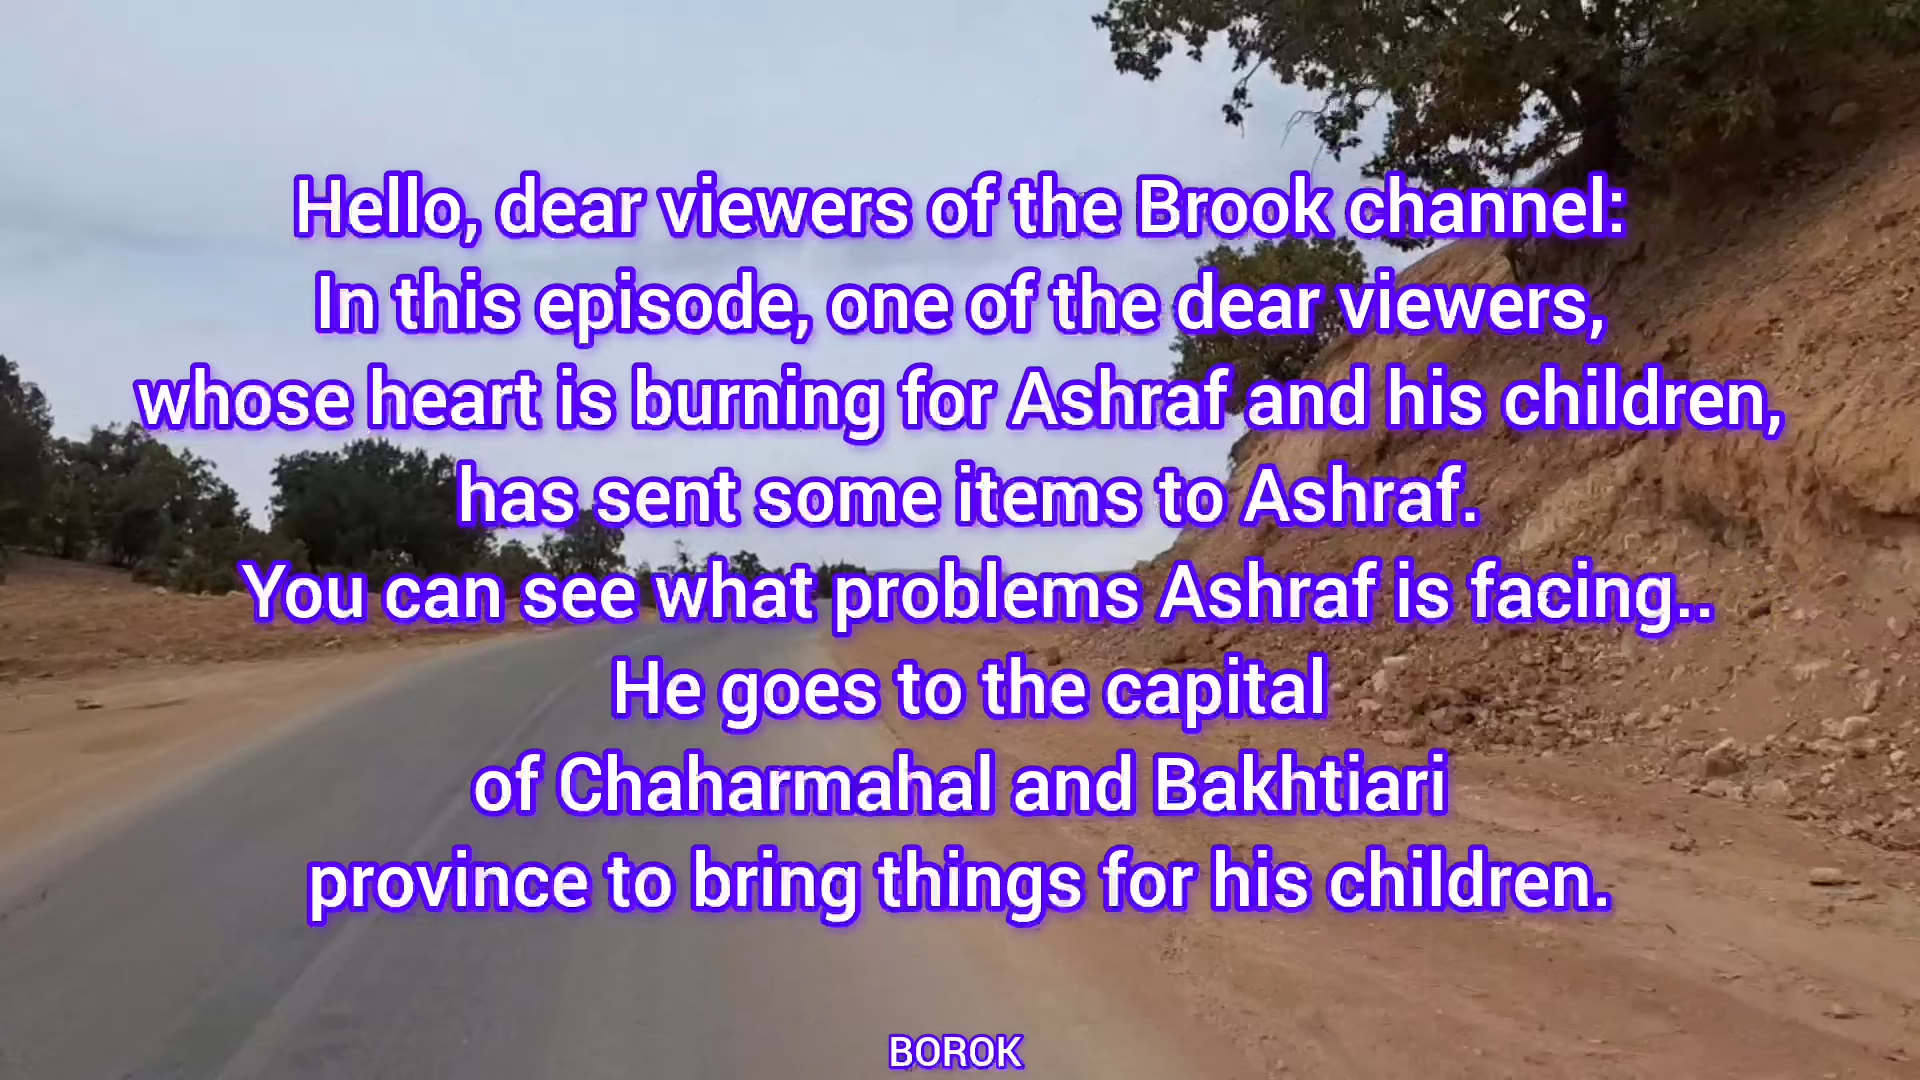 Hello, dear viewers of the Brook channel:
In this episode, one of the dear viewers,
whose heart is burning for Ashraf and his children,
has sent some items to Ashraf.
You can see what problems Ashraf is facing..
He goes to the capital
of Chaharmahal and Bakhtiari
province to bring things for his children.
BOROK